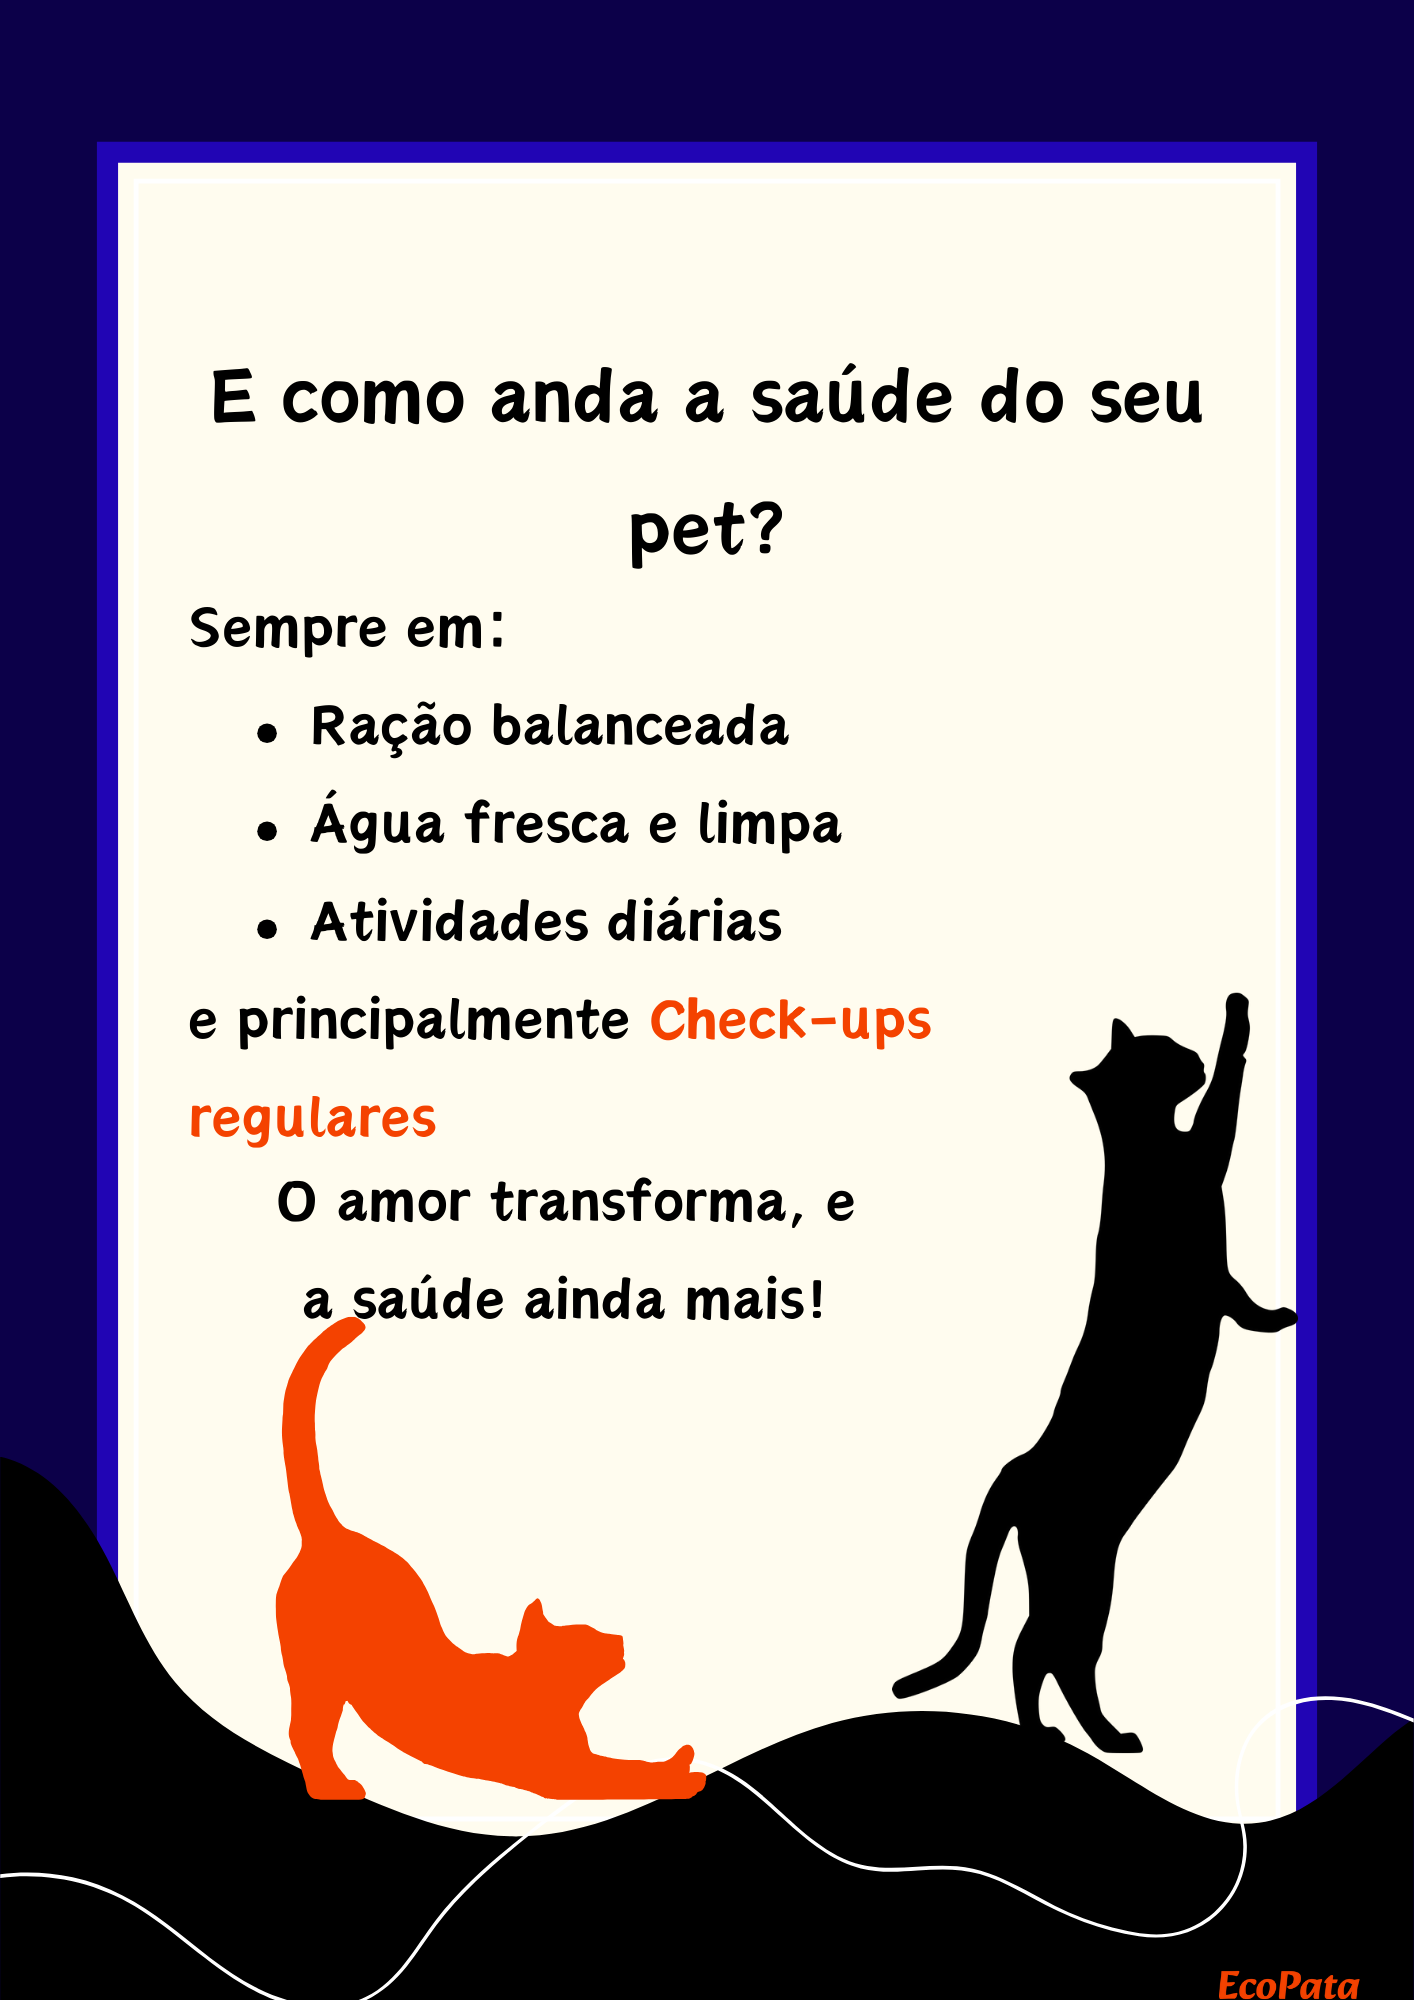 E como anda a saúde do seu
pet?
Sempre em:
• Ração balanceada
• Água fresca e limpa
• Atividades diárias
e principalmente Check-ups
regulares
O amor transforma, e
a saúde ainda mais!
EcoPata